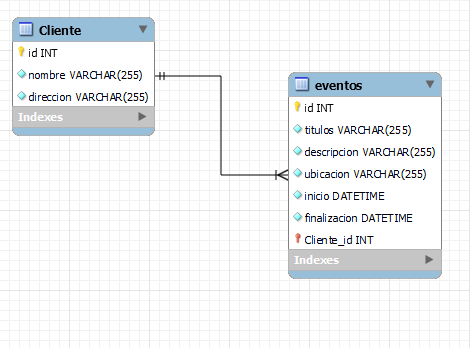 Cliente
id INT
nombre VARCHAR(255)
direccion VARCHAR(255)
Indexes
eventos
id INT
titulos VARCHAR(255)
descripcion VARCHAR(255)
ubicacion VARCHAR(255)
inicio DATETIME
finalizacion DATETIME
Cliente_id INT
Indexes